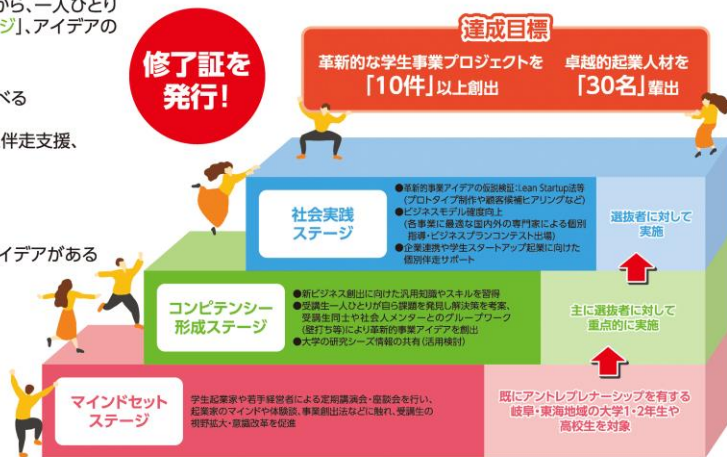 から、一人ひとり
ジ」、アイデアの
べる
伴走支援、
イデアがある
修了証を
発行!
達成目標
革新的な学生事業プロジェクトを
「10件」以上創出
卓越的起業人材を
「30名」輩出
社会実践
ステージ
●革新的事業アイデアの仮説検証:Lean Startup法等
(プロトタイプ制作や顧客候補ヒアリングなど)
●ビジネスモデル確度向上
(各事業に最適な国内外の専門家による個別
指導・ビジネスプランコンテスト出場)
●企業連携や学生スタートアップ起業に向けた
個別伴走サポート
選抜者に対して
実施
コンピテンシー
形成ステージ
●新ビジネス創出に向けた汎用知識やスキルを習得
●受講生一人ひとりが自ら課題を発見し解決策を考案、
受講生同士や社会人メンターとのグループワーク
(壁打ち等)により革新的事業アイデアを創出
●大学の研究シーズ情報の共有(活用検討)
主に選抜者に対して
重点的に実施
マインドセット
ステージ
学生起業家や若手経営者による定期講演会・座談会を行い、
起業家のマインドや体験談、事業創出法などに触れ、受講生の
視野拡大・意識改革を促進
既にアントレプレナーシップを有する
岐阜・東海地域の大学1・2年生や
高校生を対象